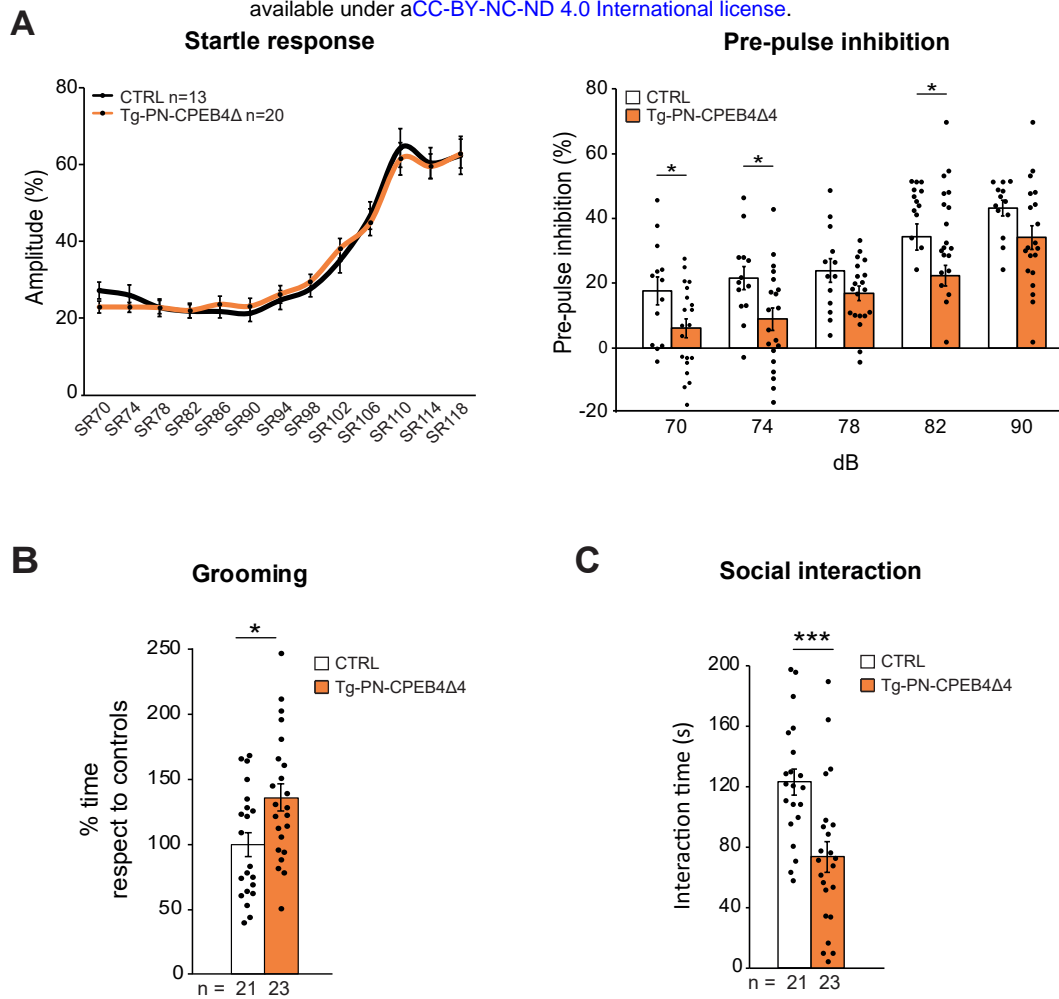 available under aCC-BY-NC-ND 4.0 International license.
A
Startle response
80
60
40
20
0
Amplitude (%)
CTRL n=13
Tg-PN-CPEB4Δ n=20
SR70
SR74
SR78
SR82
SR86
SR90
SR94
SR98
SR102
SR106
SR110
SR114
SR118
Pre-pulse inhibition
80
60
40
20
0
-20
Pre-pulse inhibition (%)
CTRL
Tg-PN-CPEB4Δ4
*
*
*
70
74
78
82
90
dB
B
Grooming
*
250
200
150
100
50
0
% time
respect to controls
CTRL
Tg-PN-CPEB4Δ4
n = 21 23
C
Social interaction
***
200
160
120
80
40
0
Interaction time (s)
CTRL
Tg-PN-CPEB4Δ4
n = 21 23